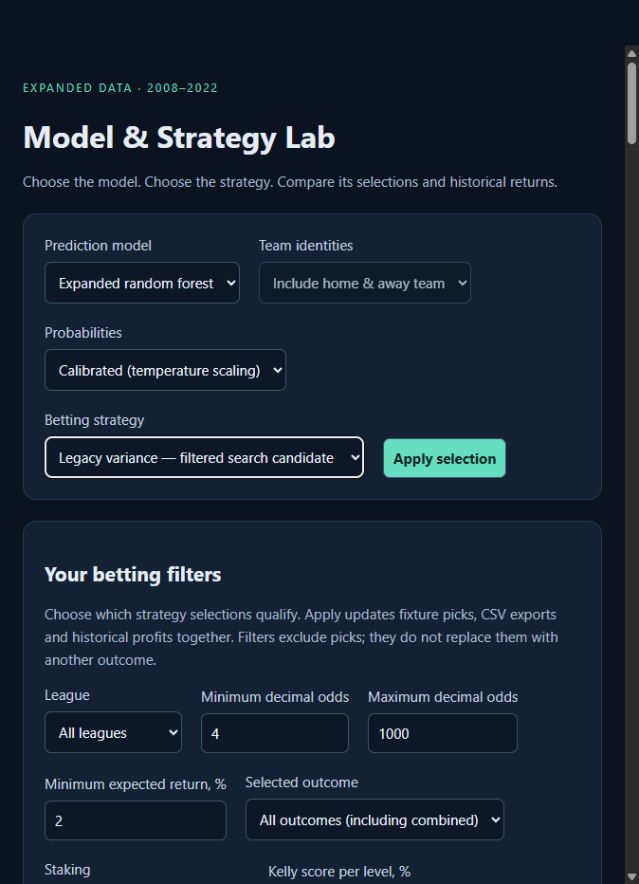 EXPANDED DATA · 2008–2022
Model & Strategy Lab
Choose the model. Choose the strategy. Compare its selections and historical returns.
Prediction model
Team identities
Expanded random forest
Include home & away team
Probabilities
Calibrated (temperature scaling)
Betting strategy
Legacy variance — filtered search candidate
Apply selection
Your betting filters
Choose which strategy selections qualify. Apply updates fixture picks, CSV exports
and historical profits together. Filters exclude picks; they do not replace them with
another outcome.
League
Minimum decimal odds
Maximum decimal odds
All leagues
4
1000
Minimum expected return, %
Selected outcome
2
All outcomes (including combined)
Staking
Kelly score per level, %